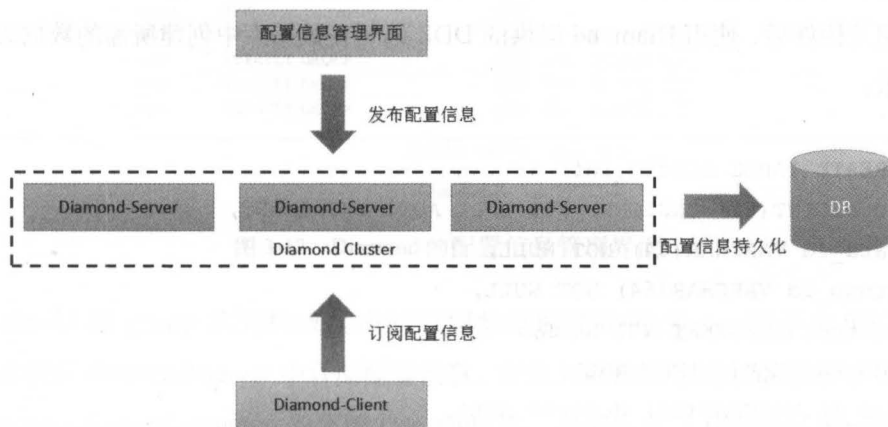 配置信息管理界面
发布配置信息
Diamond-Server
Diamond-Server
Diamond-Server
DB
Diamond Cluster
配置信息持久化
订阅配置信息
Diamond-Client